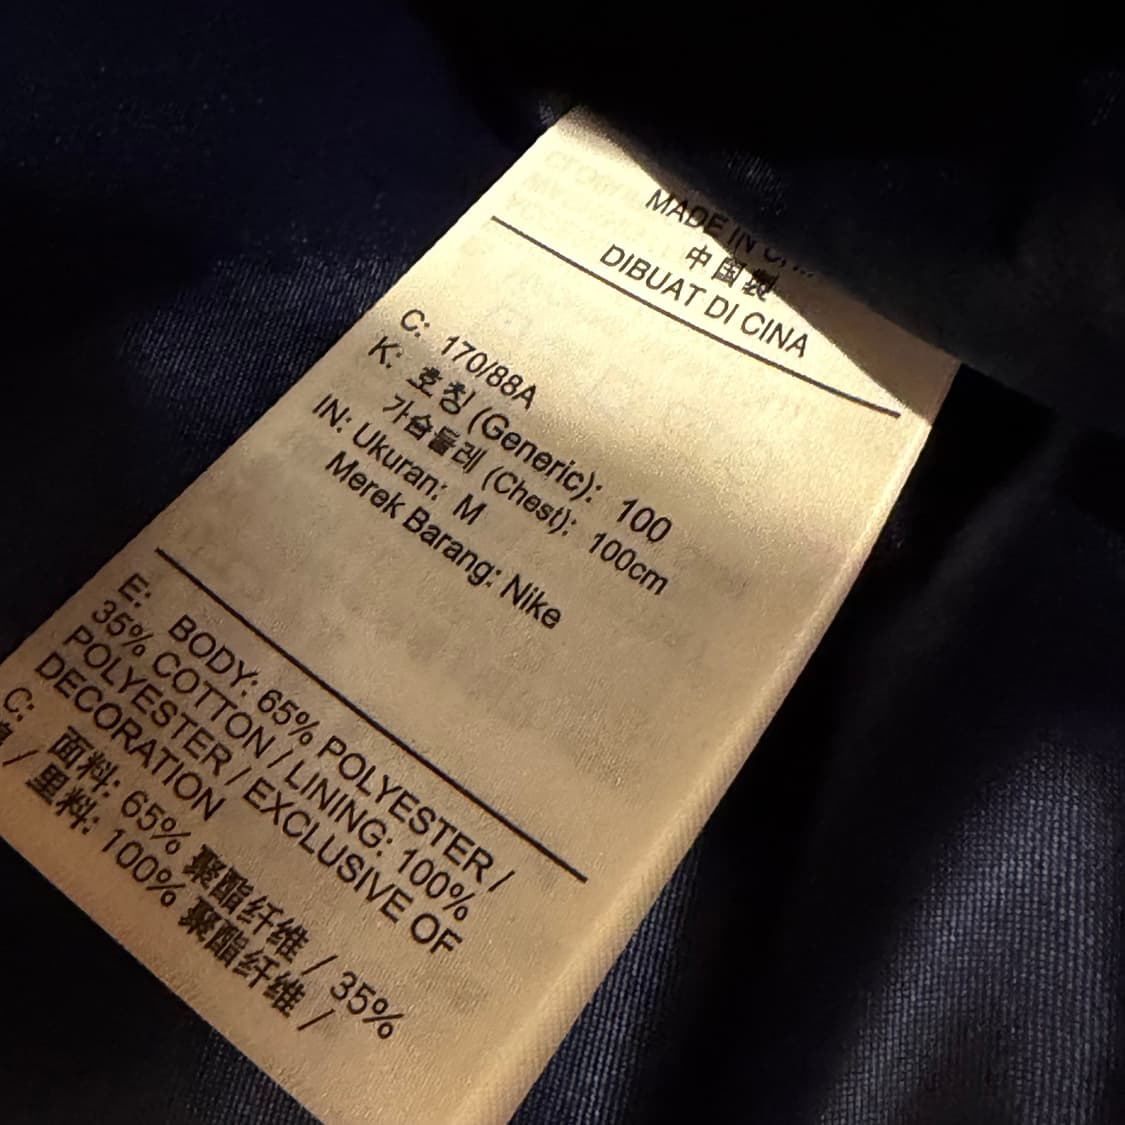 MADE IN
中国製
DIBUAT DI CINA
C: 170/88A
K: 호칭 (Generic): 100
가슴둘레 (Chest): 100cm
IN: Ukuran: M
Merek Barang: Nike
E: BODY: 65% POLYESTER /
35% COTTON / LINING: 100%
POLYESTER / EXCLUSIVE OF
DECORATION
C: 面料: 65% 聚酯纤维 / 35%
/ 里料: 100% 聚酯纤维 /